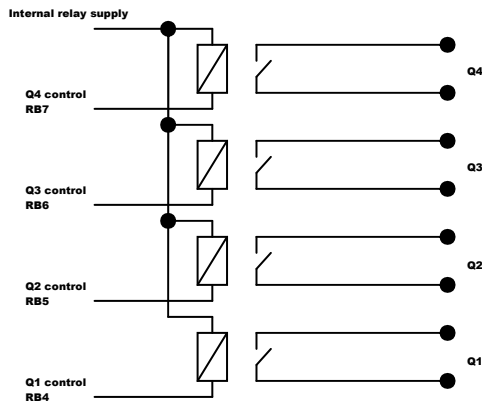 Internal relay supply
Q4 control
RB7
Q4
Q3 control
RB6
Q3
Q2 control
RB5
Q2
Q1 control
RB4
Q1